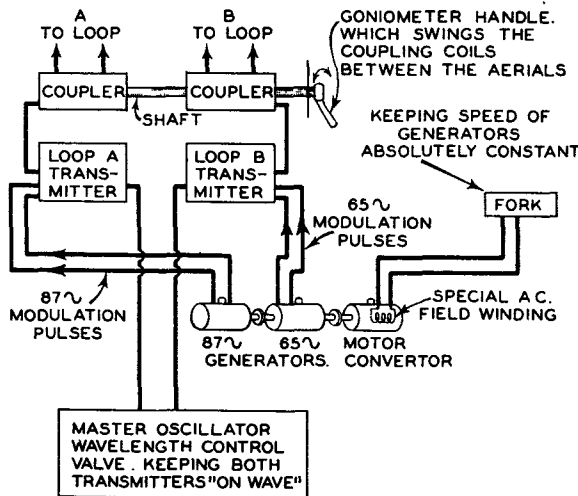 A
TO LOOP
B
TO LOOP
GONIOMETER HANDLE.
WHICH SWINGS THE
COUPLING COILS
BETWEEN THE AERIALS
COUPLER
COUPLER
SHAFT
KEEPING SPEED OF
GENERATORS
ABSOLUTELY CONSTANT
LOOP A
TRANS-
MITTER
LOOP B
TRANS-
MITTER
FORK
65~
MODULATION
PULSES
87~
MODULATION
PULSES
SPECIAL A.C.
FIELD WINDING
87~ 65~ MOTOR
GENERATORS. CONVERTOR
MASTER OSCILLATOR
WAVELENGTH CONTROL
VALVE. KEEPING BOTH
TRANSMITTERS "ON WAVE"